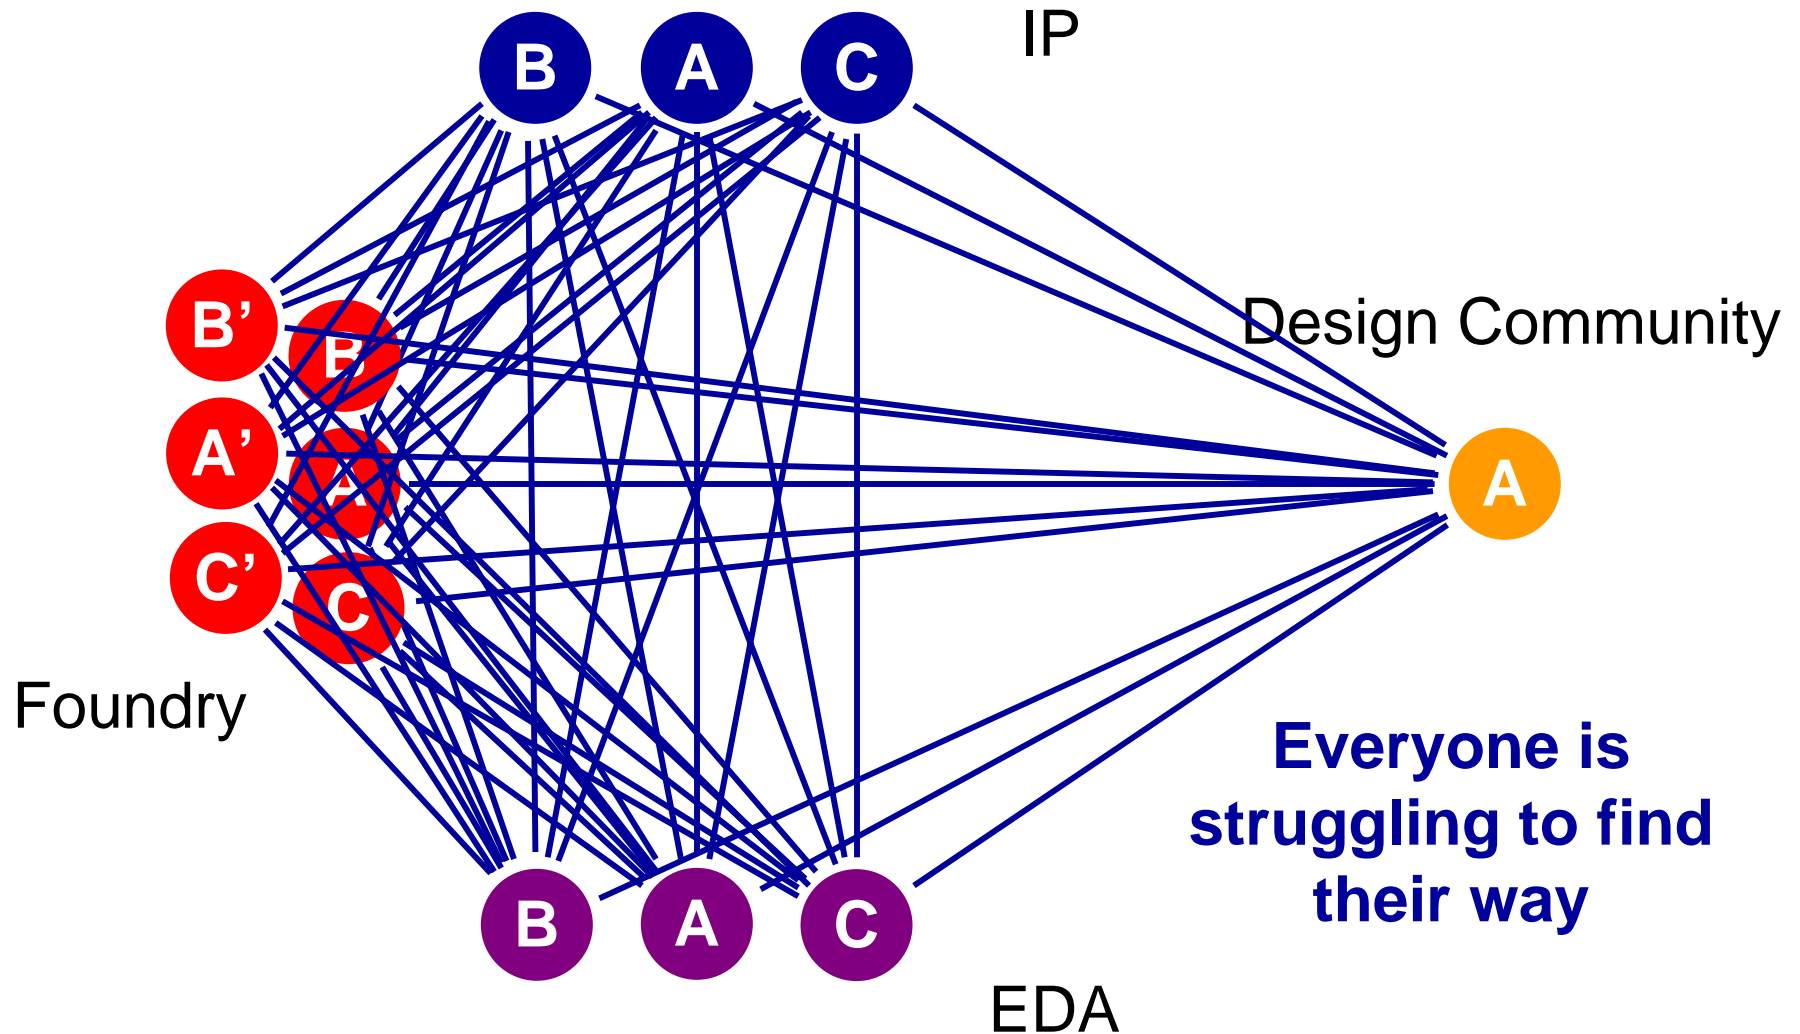 IP
B A C
Design Community
B’ B
A’ A
A
C’ C
Foundry
Everyone is
struggling to find
their way
B A C
EDA